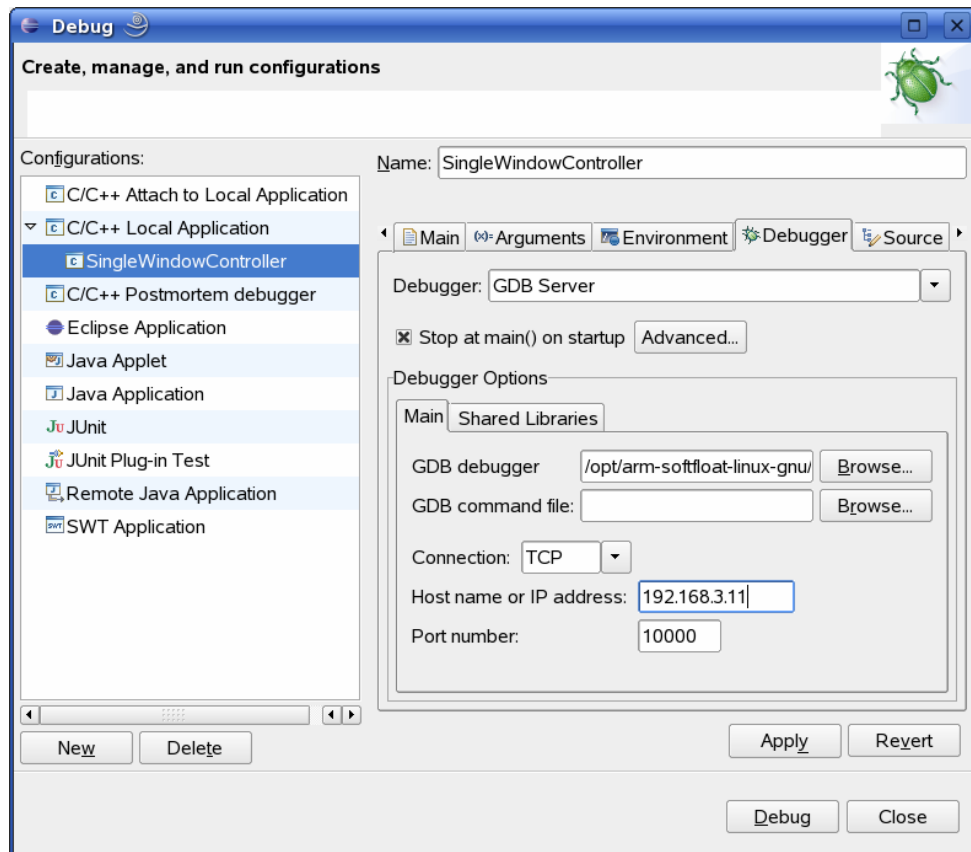 Debug
Create, manage, and run configurations
Configurations:
C/C++ Attach to Local Application
C/C++ Local Application
SingleWindowController
C/C++ Postmortem debugger
Eclipse Application
Java Applet
Java Application
JUnit
JUnit Plug-in Test
Remote Java Application
SWT Application
New Delete
Name: SingleWindowController
Main Arguments Environment Debugger Source
Debugger: GDB Server
Stop at main() on startup Advanced...
Debugger Options
Main Shared Libraries
GDB debugger /opt/arm-softfloat-linux-gnu/ Browse...
GDB command file: Browse...
Connection: TCP
Host name or IP address: 192.168.3.11
Port number: 10000
Apply Revert
Debug Close